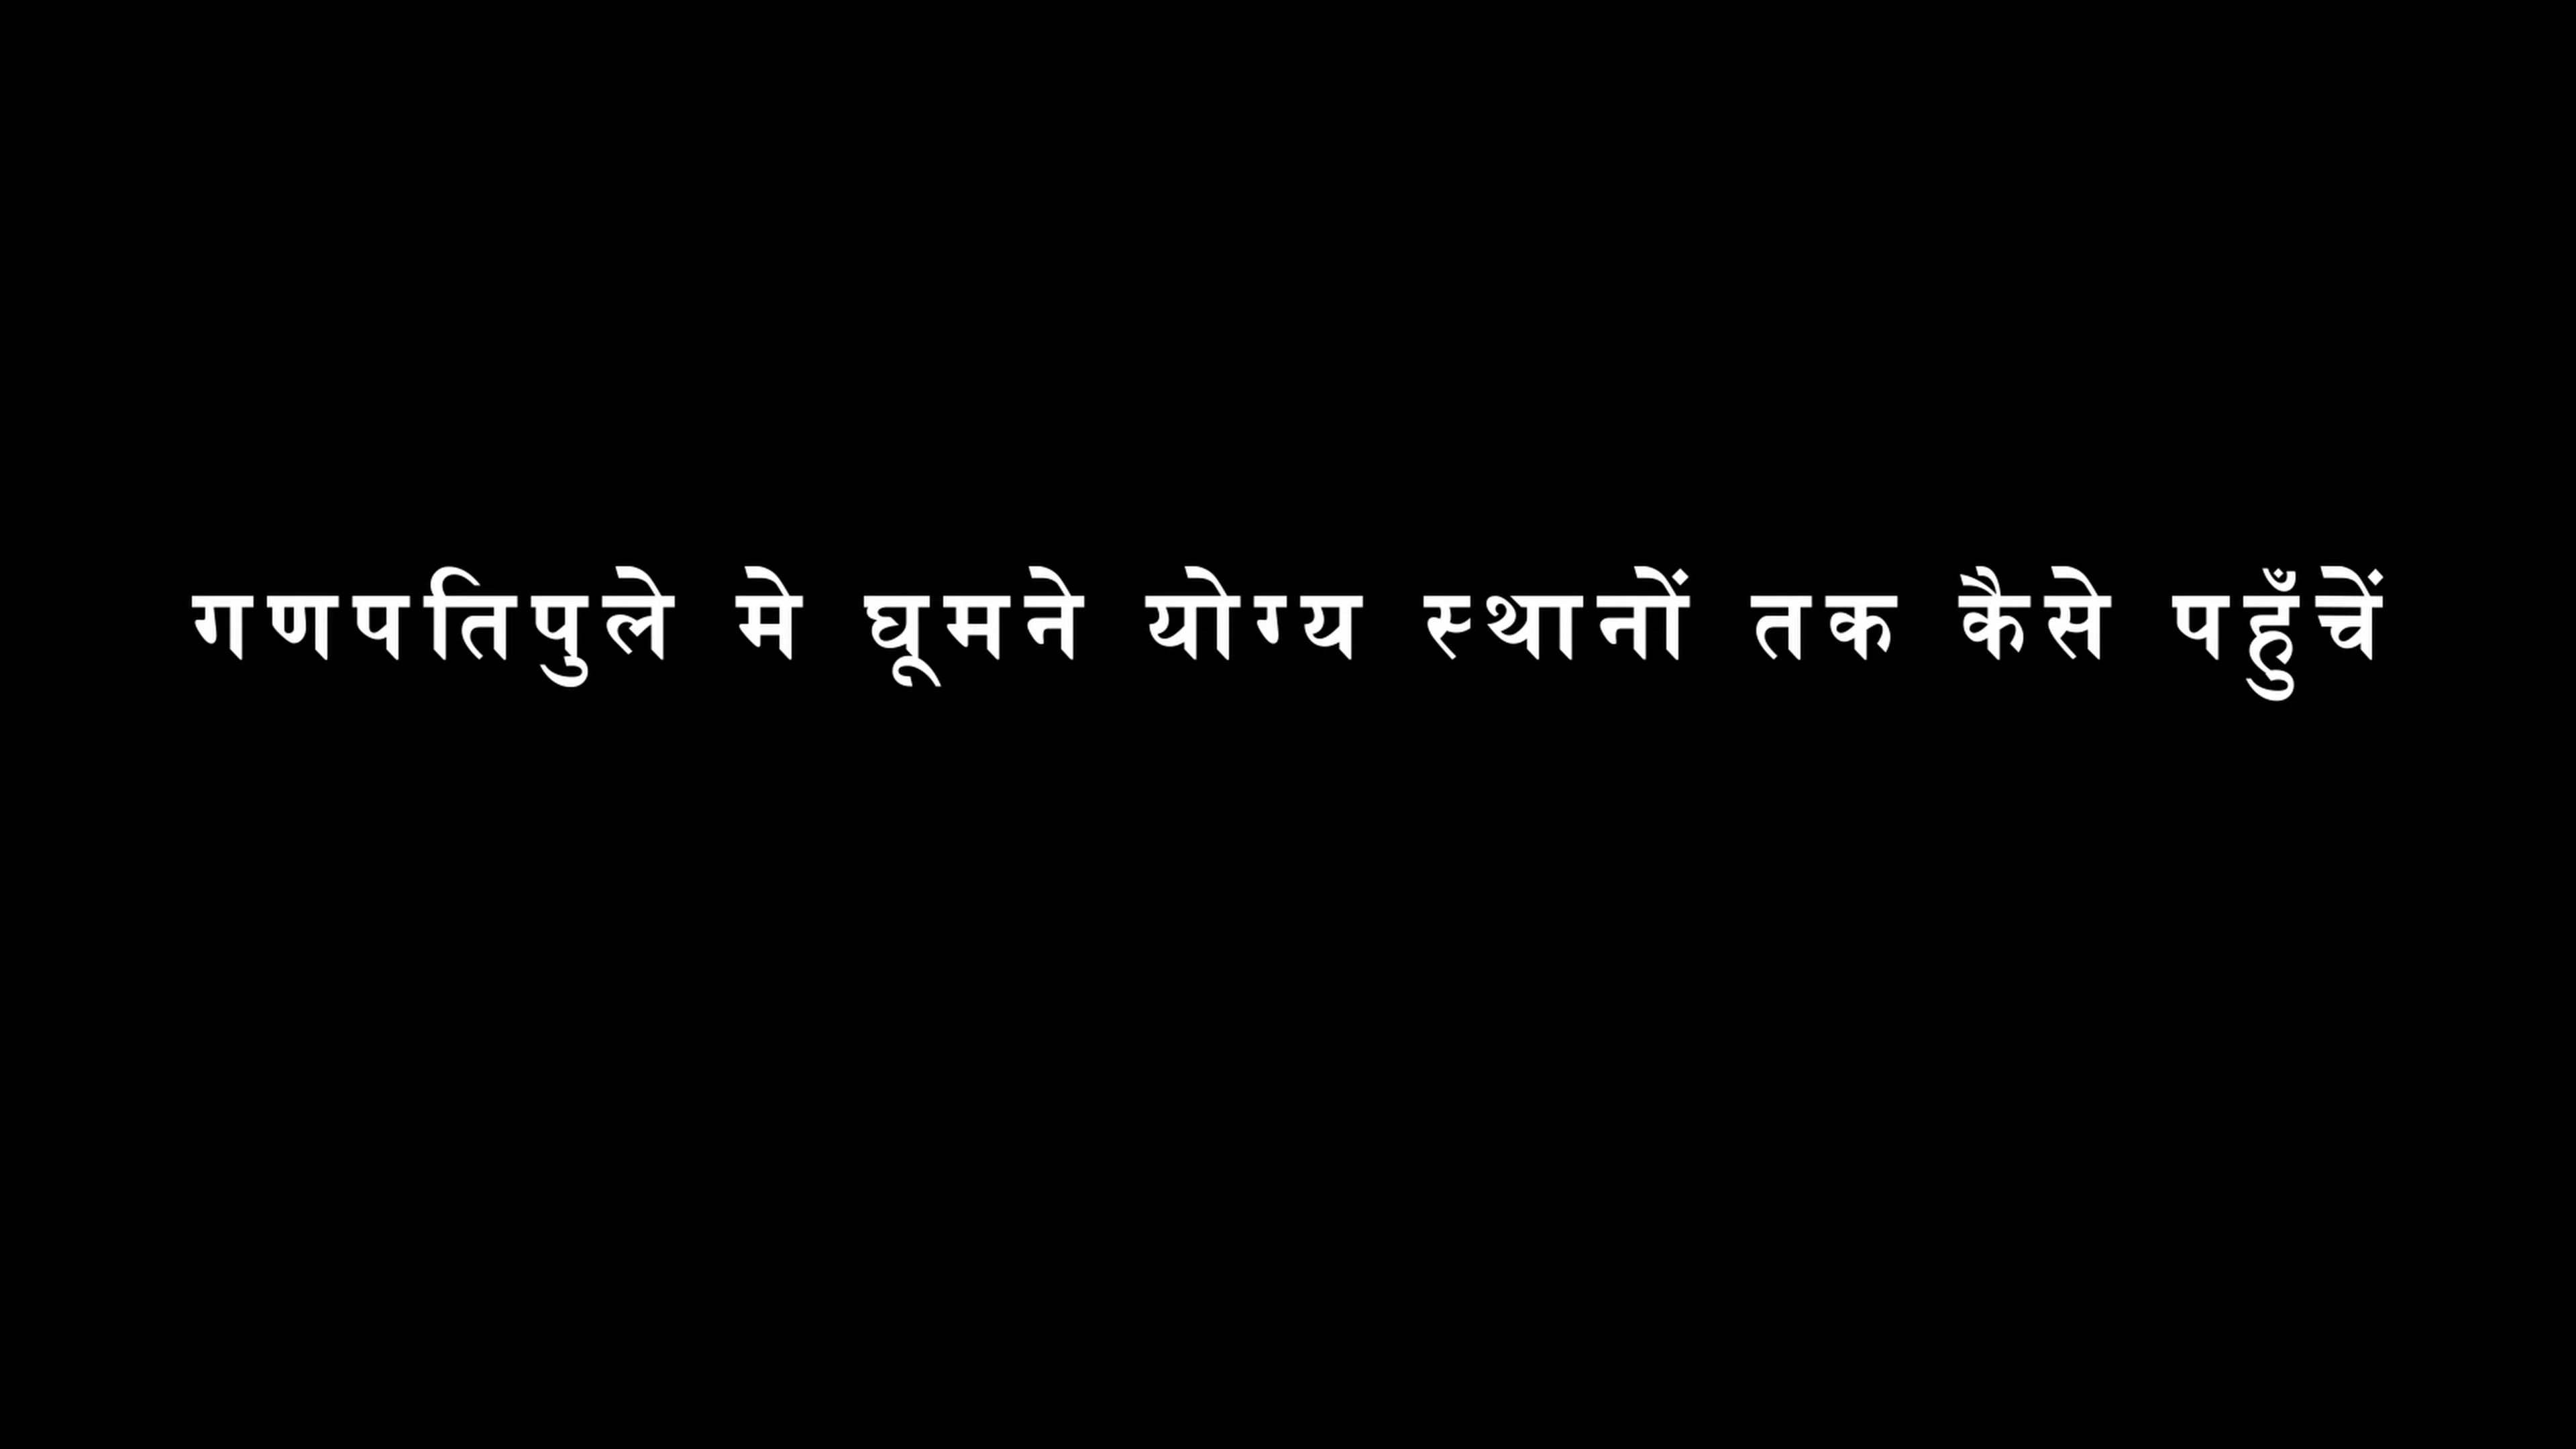 गणपतिपुले मे घूमने योग्य स्थानों तक कैसे पहुँचें